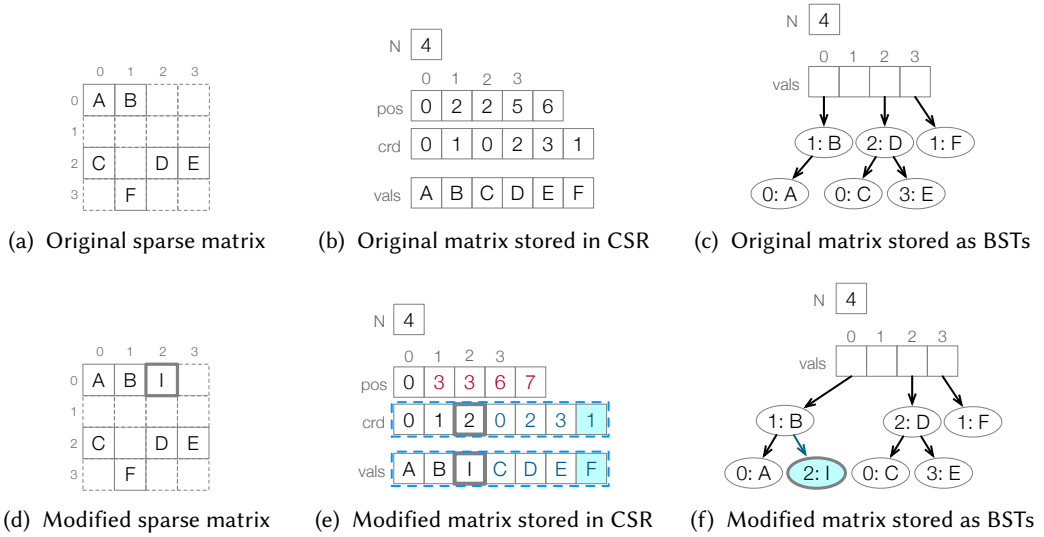 0 1 2 3
0 A B
1
2 C D E
3 F
(a) Original sparse matrix
N 4
0 1 2 3
pos 0 2 2 5 6
crd 0 1 0 2 3 1
vals A B C D E F
(b) Original matrix stored in CSR
N 4
0 1 2 3
vals
1: B 2: D 1: F
0: A 0: C 3: E
(c) Original matrix stored as BSTs
0 1 2 3
0 A B I
1
2 C D E
3 F
(d) Modified sparse matrix
N 4
0 1 2 3
pos 0 3 3 6 7
crd 0 1 2 0 2 3 1
vals A B I C D E F
(e) Modified matrix stored in CSR
N 4
0 1 2 3
vals
1: B 2: D 1: F
0: A 2: I 0: C 3: E
(f) Modified matrix stored as BSTs